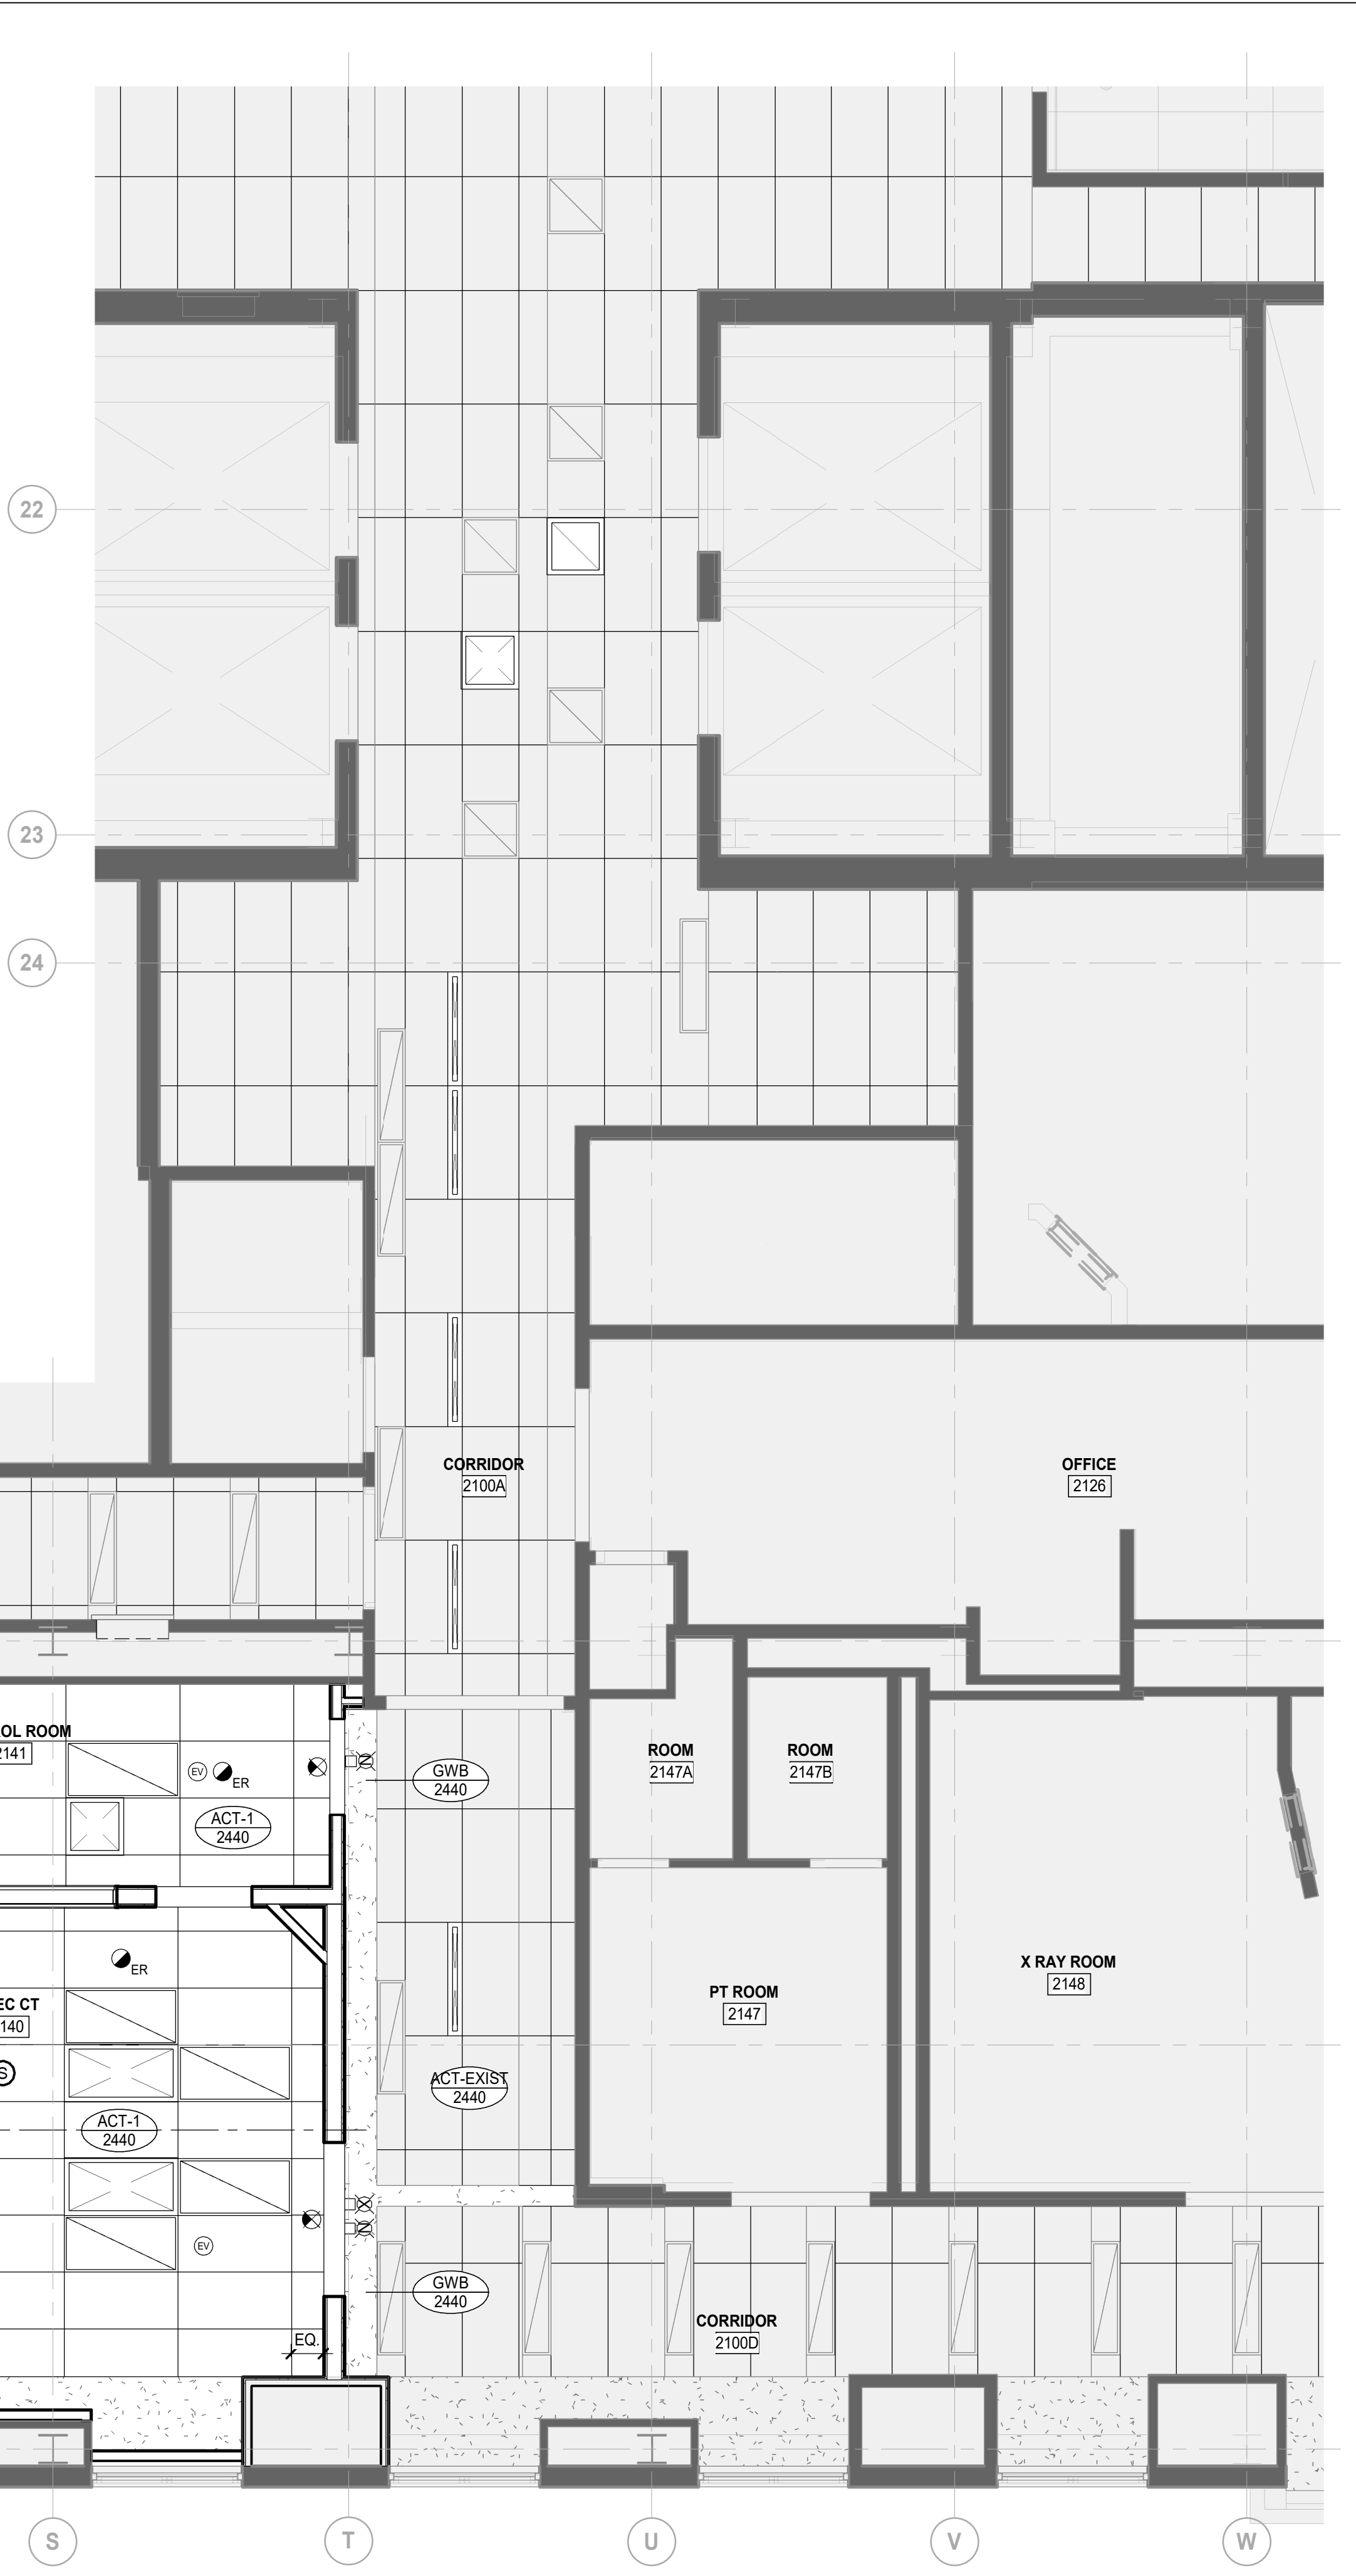 22
23
24
CORRIDOR
2100A
OFFICE
2126
OL ROOM
2141
EV
ER
N
GWB
2440
ROOM
2147A
ROOM
2147B
ACT-1
2440
ER
X RAY ROOM
2148
EC CT
140
PT ROOM
2147
S
ACT-EXIST
2440
ACT-1
2440
N
EV
GWB
2440
CORRIDOR
2100D
EQ.
S
T
U
V
W